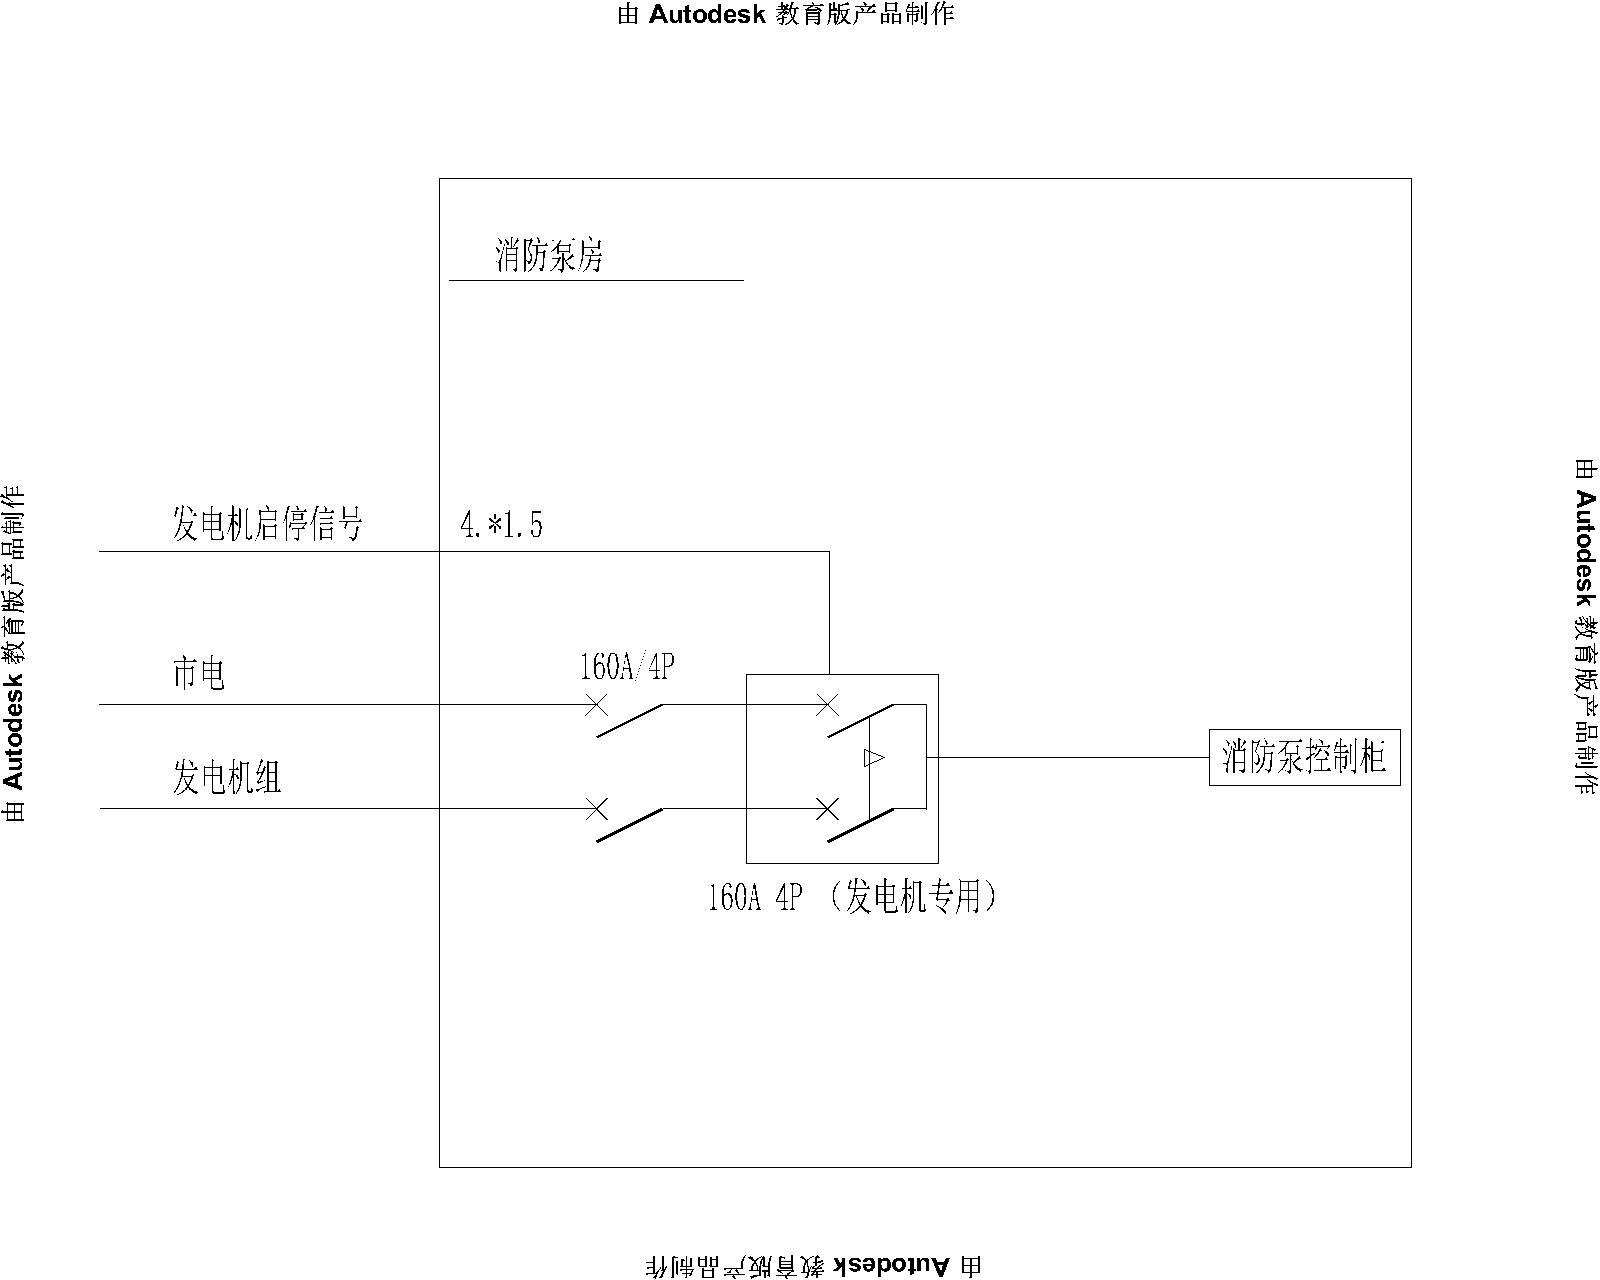 由 Autodesk 教育版产品制作
消防泵房
发电机启停信号
4.*1.5
市电
160A/4P
发电机组
消防泵控制柜
160A 4P （发电机专用）
由 Autodesk 教育版产品制作
由 Autodesk 教育版产品制作
由 Autodesk 教育版产品制作